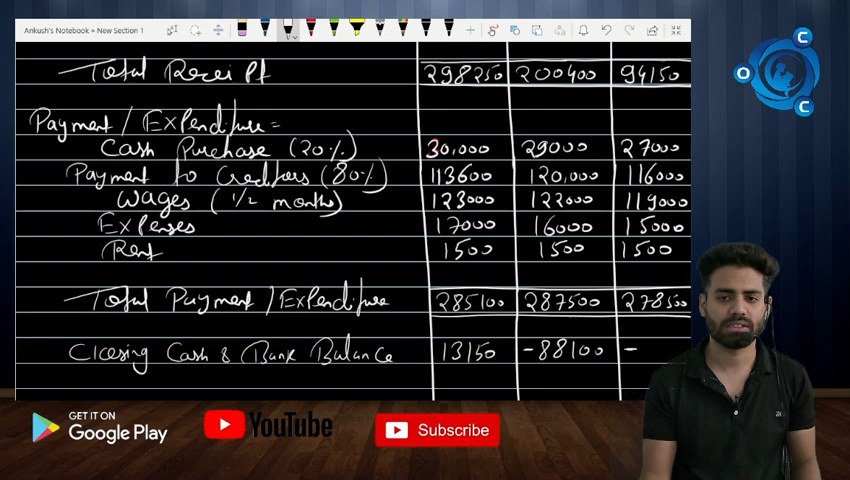 Ankush's Notebook » New Section 1
Total Receipt 298250 200400 94150
Payment / Expenditure =
Cash Purchase (20%) 30,000 29000 27000
Payment to Creditors (80%) 113600 120,000 116000
Wages (1/2 months) 123000 122000 119000
Expenses 17000 16000 15000
Rent 1500 1500 1500
Total Payment / Expenditure 285100 287500 278500
Clcesing Cash & Bank Balance 13150 -88100 -
O C C
GET IT ON
Google Play
YouTube
Subscribe